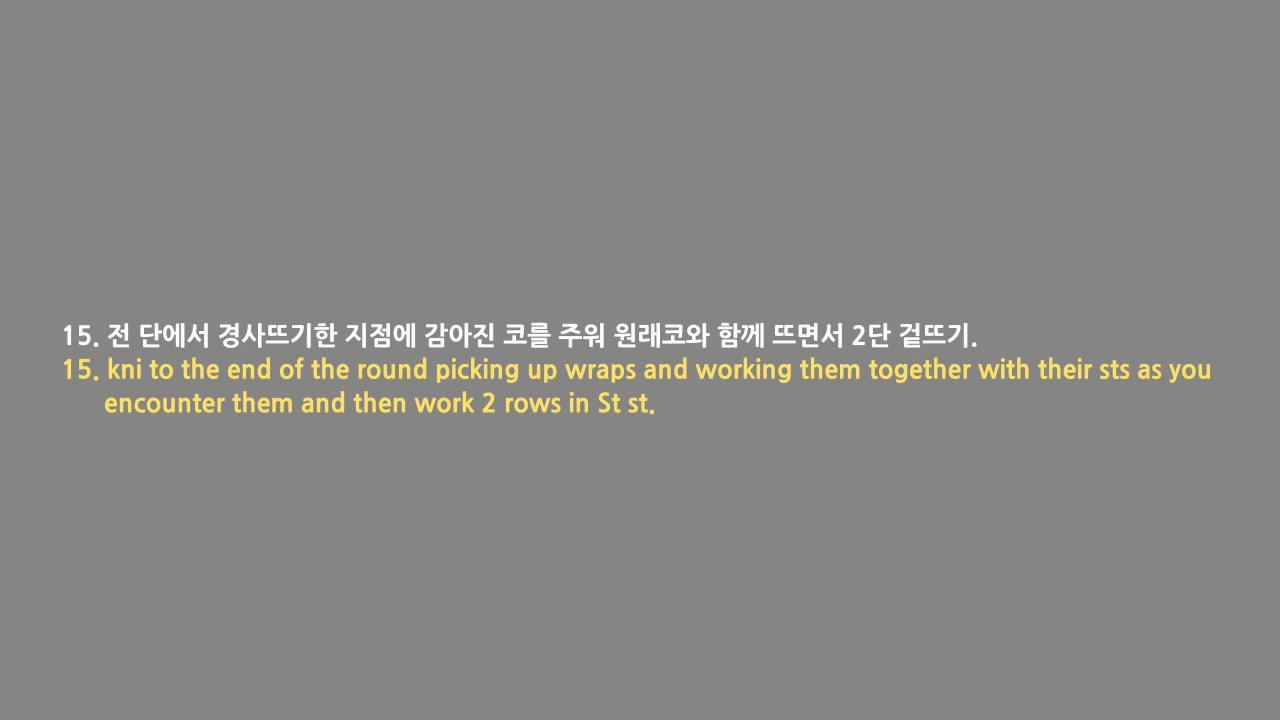 15. 전 단에서 경사뜨기한 지점에 감아진 코를 주워 원래코와 함께 뜨면서 2단 겉뜨기.
15. kni to the end of the round picking up wraps and working them together with their sts as you
encounter them and then work 2 rows in St st.